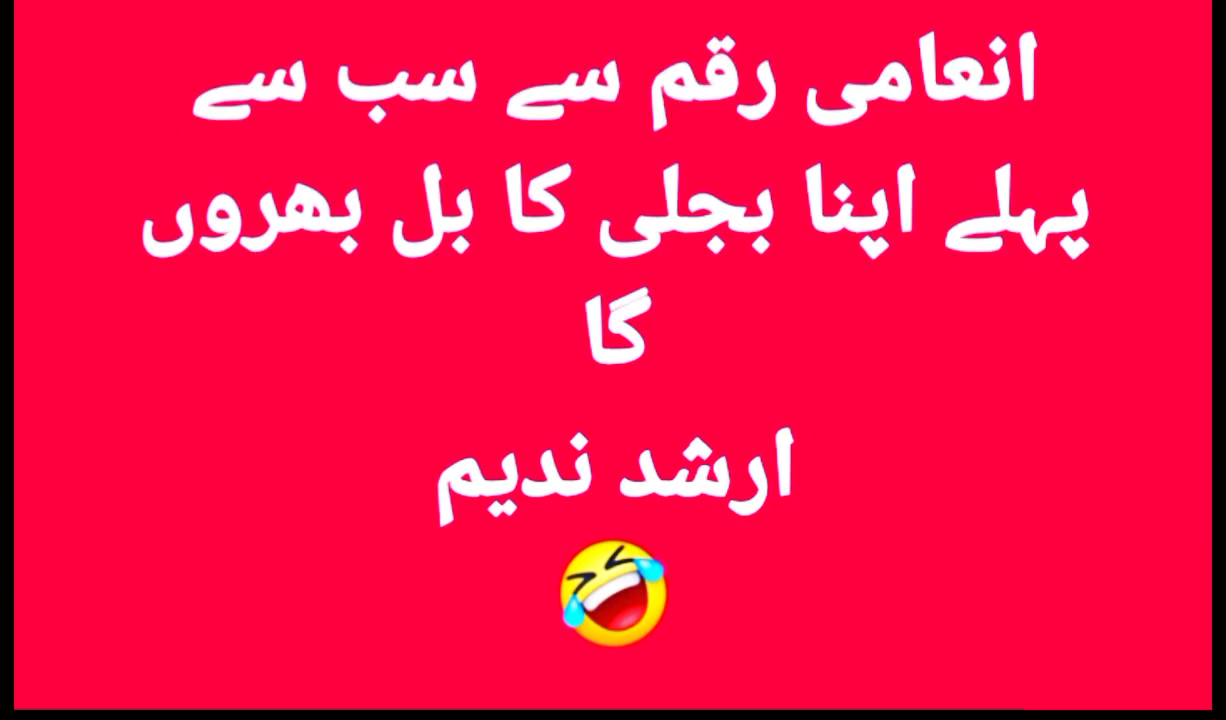 انعامی رقم سے سب سے
پہلے اپنا بجلی کا بل بھروں
گا
ارشد ندیم
🤣